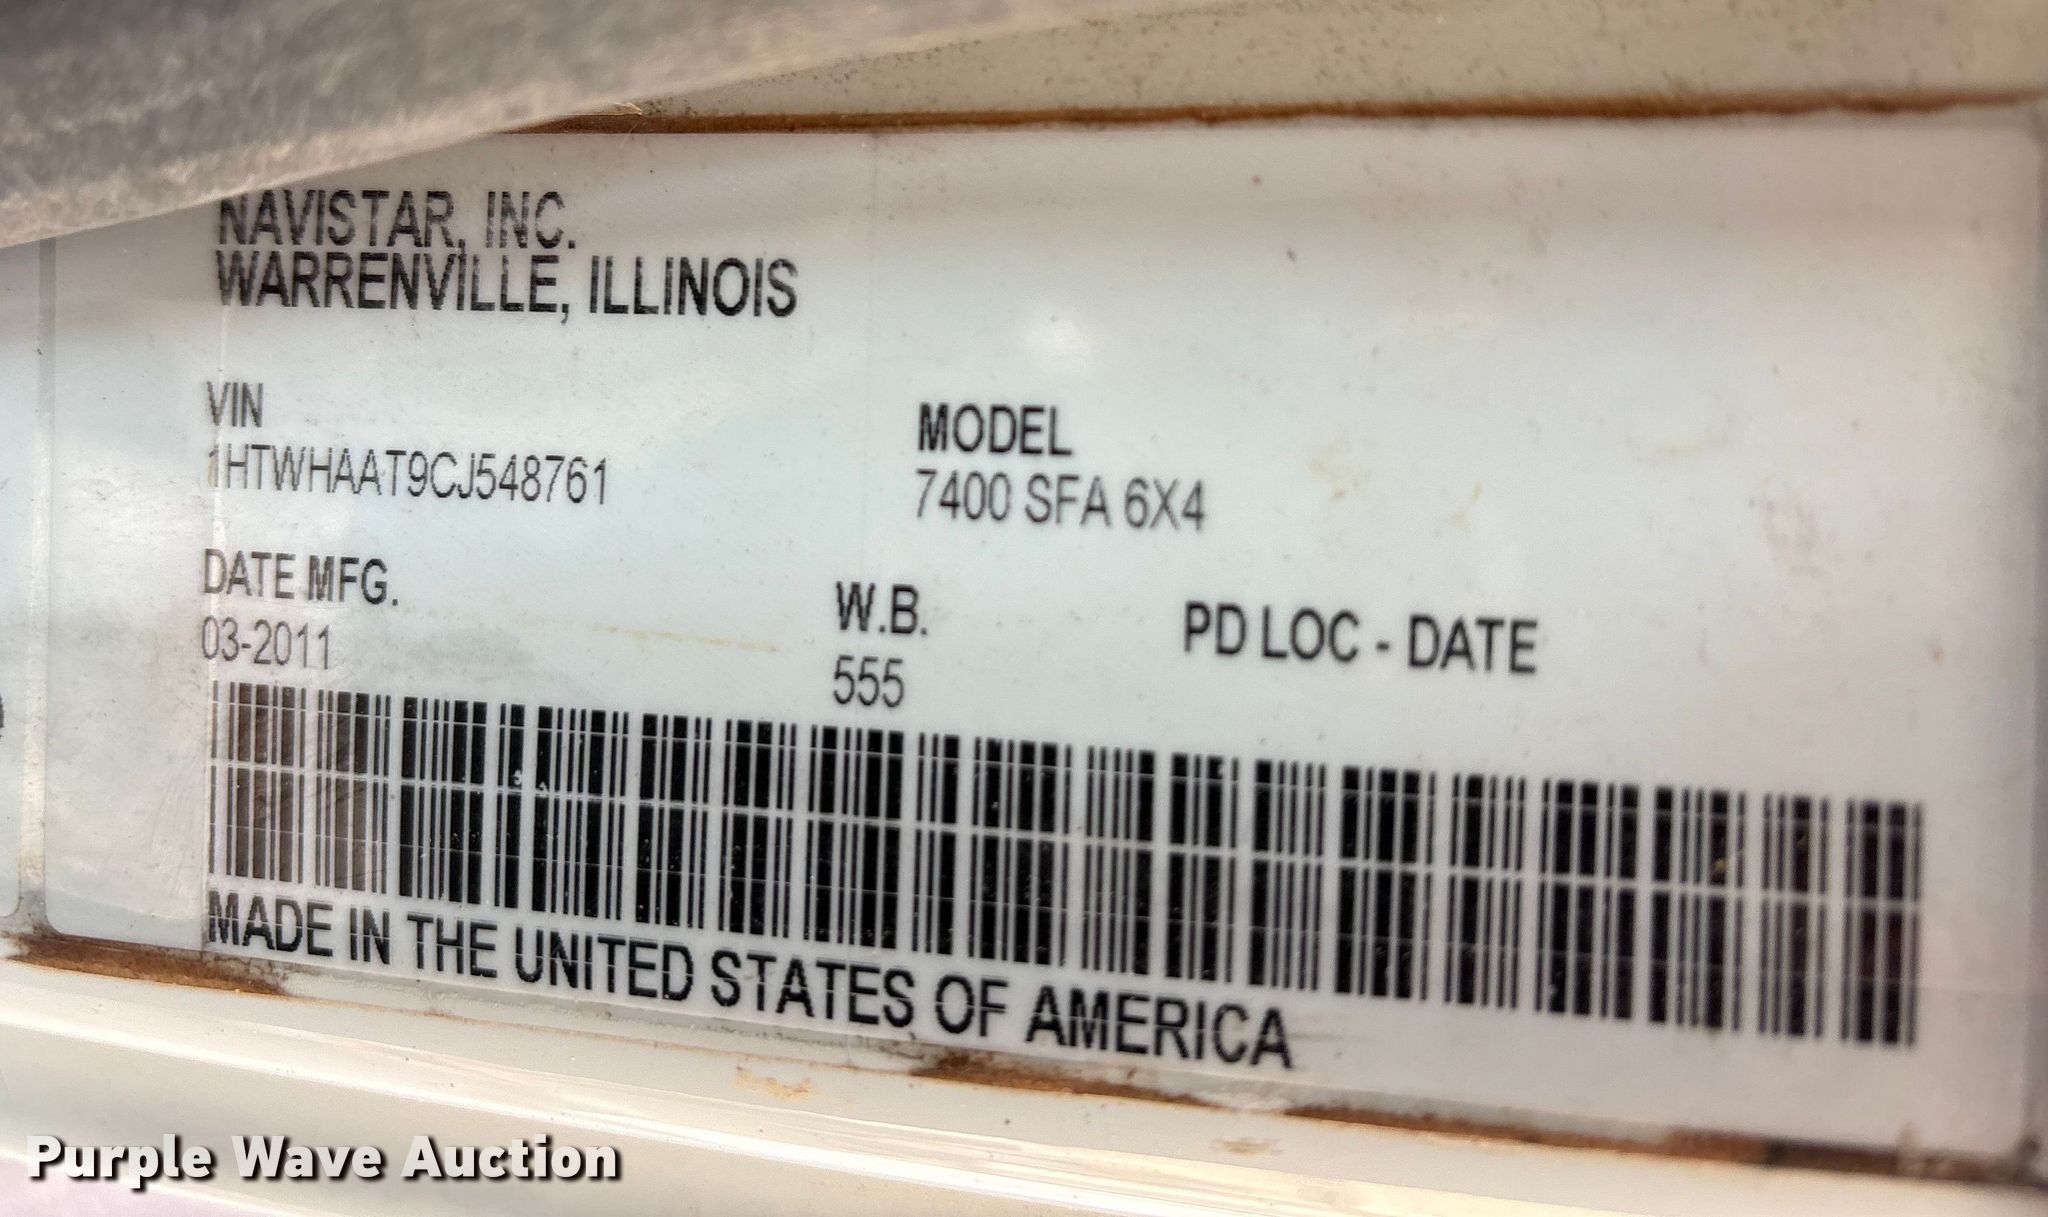 NAVISTAR, INC.
WARRENVILLE, ILLINOIS
VIN
1HTWHAAT9CJ548761
MODEL
7400 SFA 6X4
DATE MFG.
03-2011
W.B.
555
PD LOC - DATE
MADE IN THE UNITED STATES OF AMERICA
Purple Wave Auction